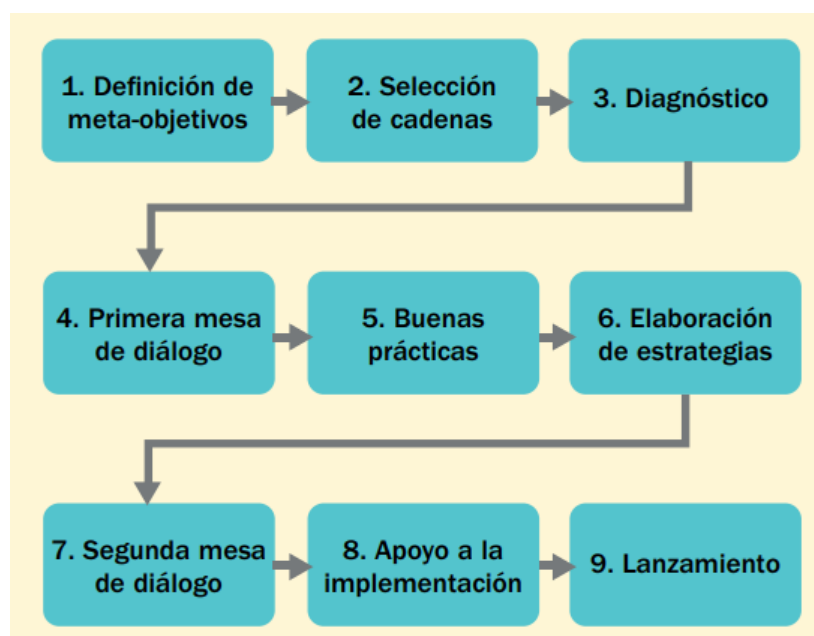 1. Definición de
meta-objetivos
2. Selección
de cadenas
3. Diagnóstico
4. Primera mesa
de diálogo
5. Buenas
prácticas
6. Elaboración
de estrategias
7. Segunda mesa
de diálogo
8. Apoyo a la
implementación
9. Lanzamiento